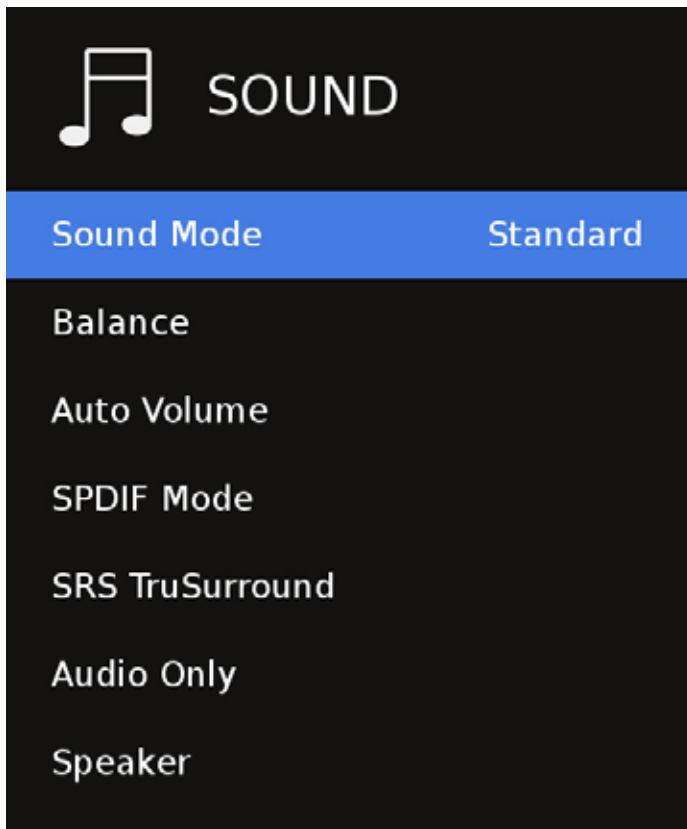 SOUND
Sound Mode Standard
Balance
Auto Volume
SPDIF Mode
SRS TruSurround
Audio Only
Speaker